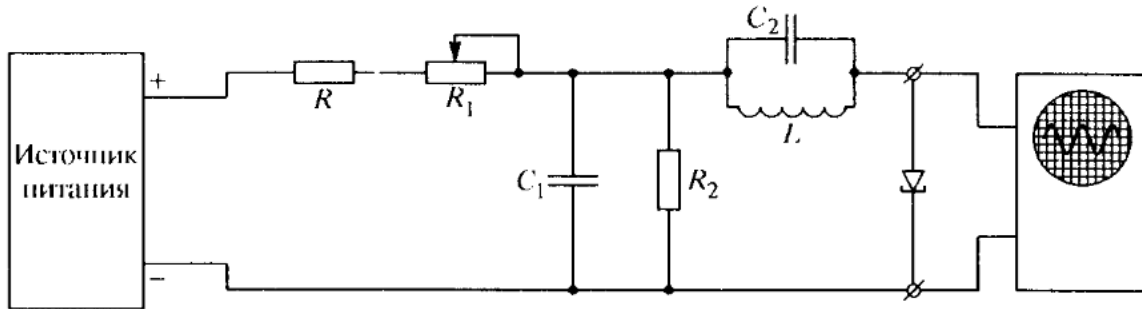 Источник
питания
+
−
R
R₁
C₁
R₂
C₂
L